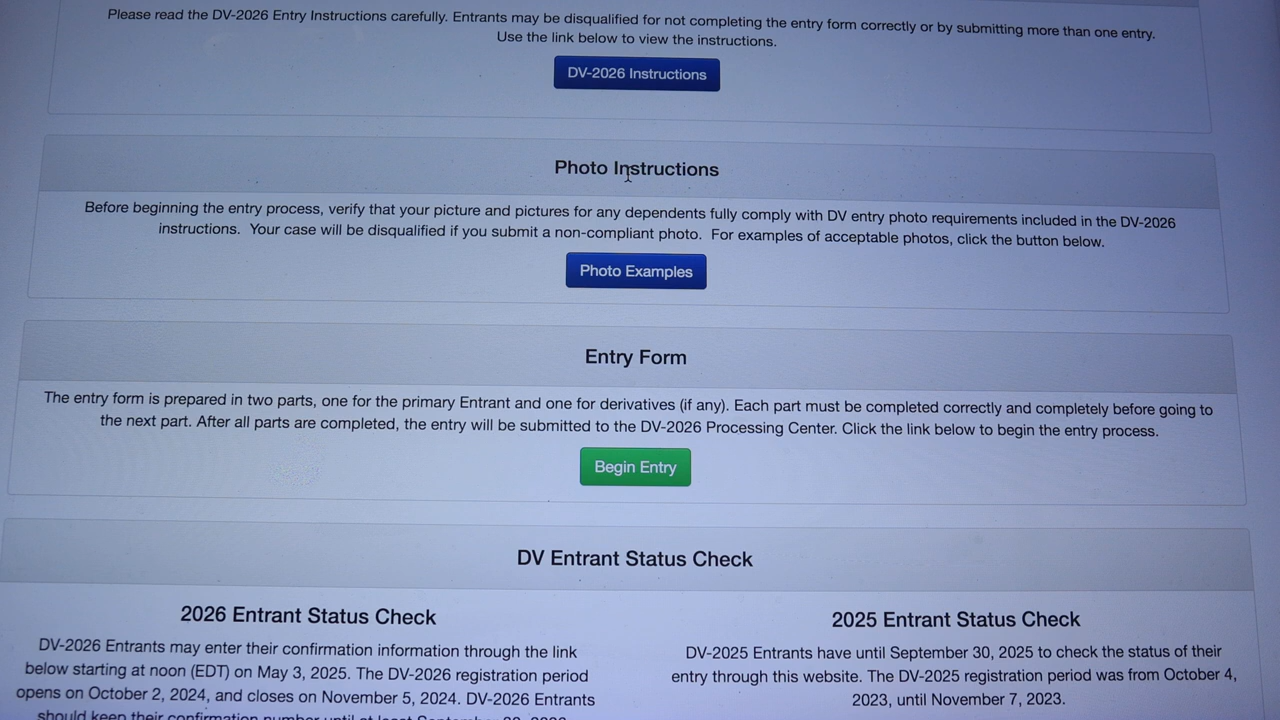 Please read the DV-2026 Entry Instructions carefully. Entrants may be disqualified for not completing the entry form correctly or by submitting more than one entry.
Use the link below to view the instructions.
DV-2026 Instructions
Photo Instructions
Before beginning the entry process, verify that your picture and pictures for any dependents fully comply with DV entry photo requirements included in the DV-2026
instructions. Your case will be disqualified if you submit a non-compliant photo. For examples of acceptable photos, click the button below.
Photo Examples
Entry Form
The entry form is prepared in two parts, one for the primary Entrant and one for derivatives (if any). Each part must be completed correctly and completely before going to
the next part. After all parts are completed, the entry will be submitted to the DV-2026 Processing Center. Click the link below to begin the entry process.
Begin Entry
DV Entrant Status Check
2026 Entrant Status Check
DV-2026 Entrants may enter their confirmation information through the link
below starting at noon (EDT) on May 3, 2025. The DV-2026 registration period
opens on October 2, 2024, and closes on November 5, 2024. DV-2026 Entrants
should keep their confirmation number until at least September 30, 2026.
2025 Entrant Status Check
DV-2025 Entrants have until September 30, 2025 to check the status of their
entry through this website. The DV-2025 registration period was from October 4,
2023, until November 7, 2023.